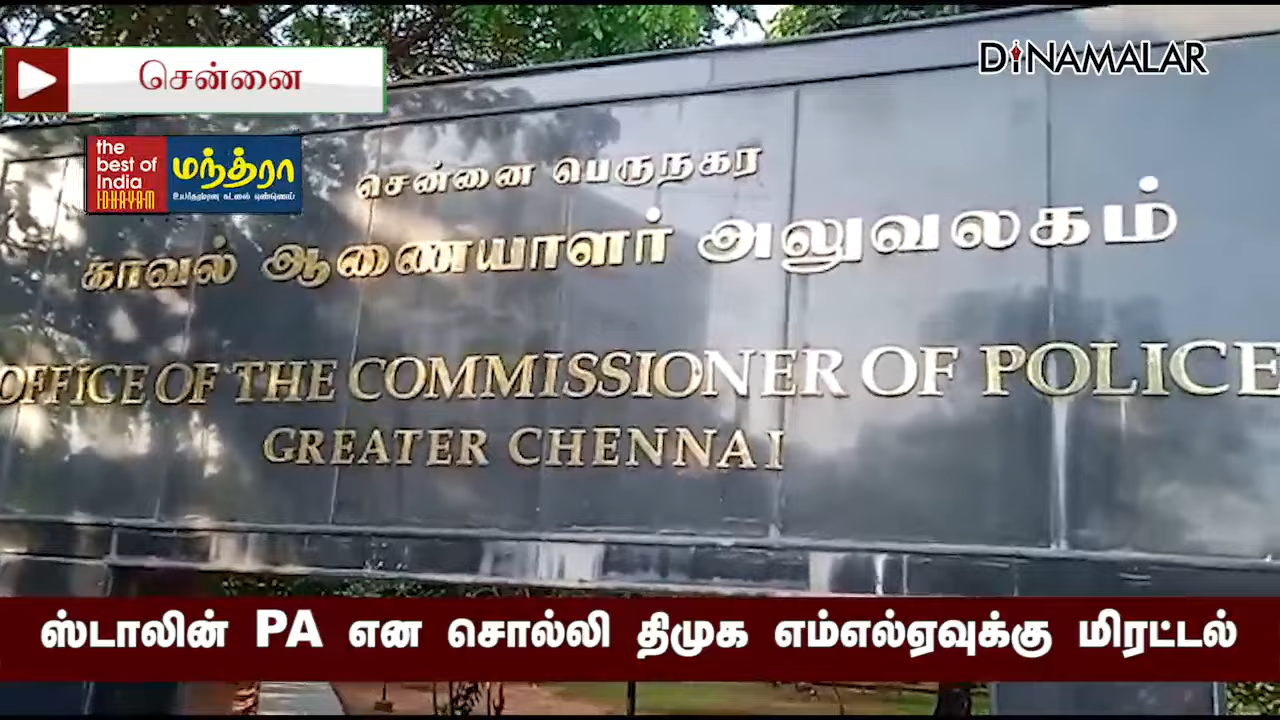 DINAMALAR
சென்னை
the
best of
India
IDHAYAM
மந்த்ரா
சென்னை பெருநகர
காவல் ஆணையாளர் அலுவலகம்
OFFICE OF THE COMMISSIONER OF POLICE
GREATER CHENNAI
ஸ்டாலின் PA என சொல்லி திமுக எம்எல்ஏவுக்கு மிரட்டல்